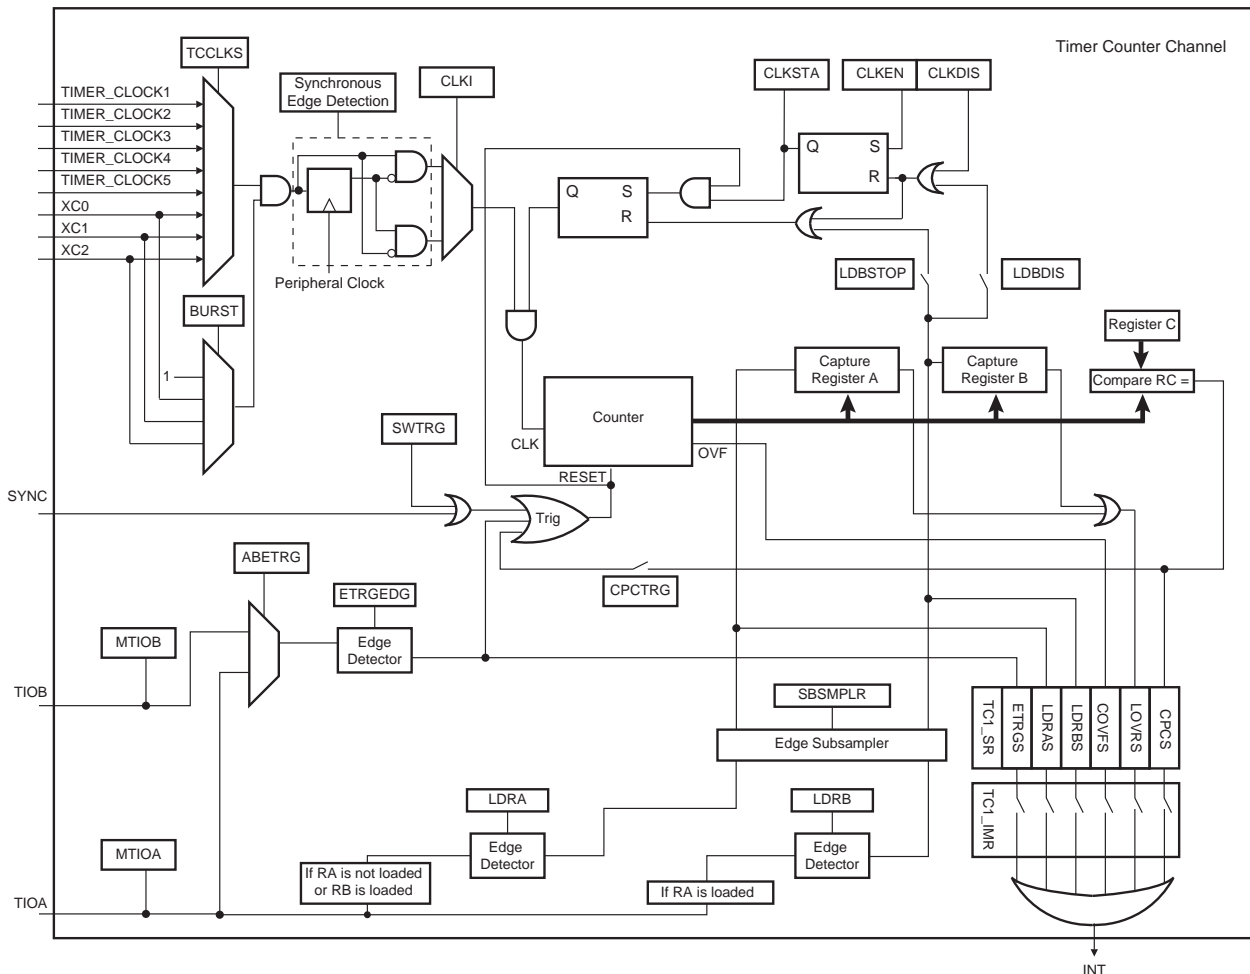 Timer Counter Channel
TCCLKS
Synchronous
Edge Detection
CLKI
CLKSTA
CLKEN
CLKDIS
TIMER_CLOCK1
TIMER_CLOCK2
TIMER_CLOCK3
TIMER_CLOCK4
TIMER_CLOCK5
XC0
XC1
XC2
Q
S
R
Q
S
R
Peripheral Clock
LDBSTOP
LDBDIS
BURST
1
Register C
Capture
Register A
Capture
Register B
Compare RC =
Counter
SWTRG
CLK
OVF
RESET
SYNC
Trig
ABETRG
ETRGEDG
CPCTRG
MTIOB
Edge
Detector
TIOB
SBSMPLR
Edge Subsampler
TC1_SR
ETRGS
LDRAS
LDRBS
COVFS
LOVRS
CPCS
TC1_IMR
LDRA
LDRB
Edge
Detector
Edge
Detector
MTIOA
If RA is not loaded
or RB is loaded
If RA is loaded
TIOA
INT